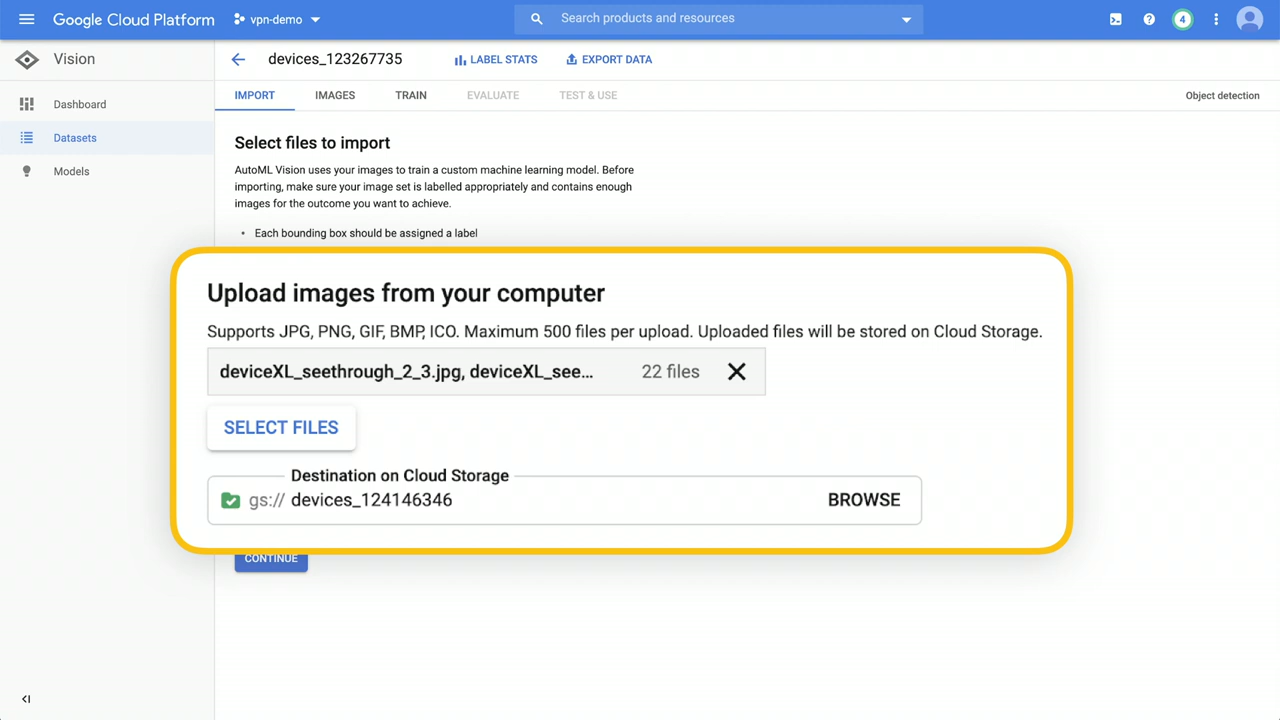 Google Cloud Platform
vpn-demo
Search products and resources
4
Vision
devices_123267735
LABEL STATS
EXPORT DATA
IMPORT
IMAGES
TRAIN
EVALUATE
TEST & USE
Object detection
Dashboard
Datasets
Models
Select files to import
AutoML Vision uses your images to train a custom machine learning model. Before
importing, make sure your image set is labelled appropriately and contains enough
images for the outcome you want to achieve.
• Each bounding box should be assigned a label
Upload images from your computer
Supports JPG, PNG, GIF, BMP, ICO. Maximum 500 files per upload. Uploaded files will be stored on Cloud Storage.
deviceXL_seethrough_2_3.jpg, deviceXL_see... 22 files
SELECT FILES
Destination on Cloud Storage
gs:// devices_124146346
BROWSE
CONTINUE